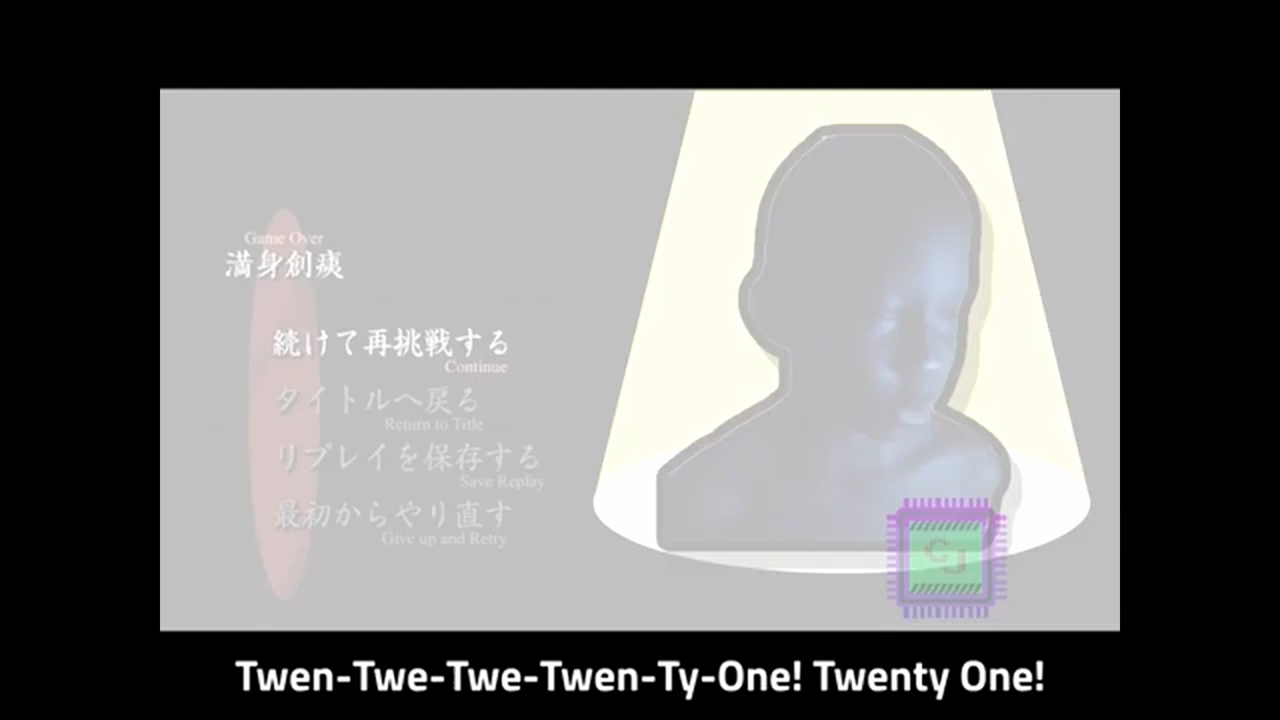 Game Over
満身創痍
続けて再挑戦する
Continue
タイトルへ戻る
Return to Title
リプレイを保存する
Save Replay
最初からやり直す
Give up and Retry
CJ
Twen-Twe-Twe-Twen-Ty-One! Twenty One!